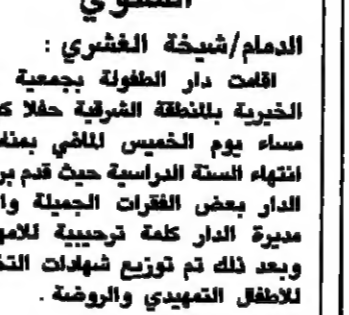 السنوي
الدمام/شيخة الغشري :
اقامت دار الطفولة بجمعية
الخيرية بالمنطقة الشرقية حفلا
مساء يوم الخميس الماضي
انتهاء السنة الدراسية حيث قدم
الدار بعض الفقرات الجميلة
مديرة الدار كلمة ترحيبية
وبعد ذلك تم توزيع شهادات
للاطفال التمهيدي والروضة .